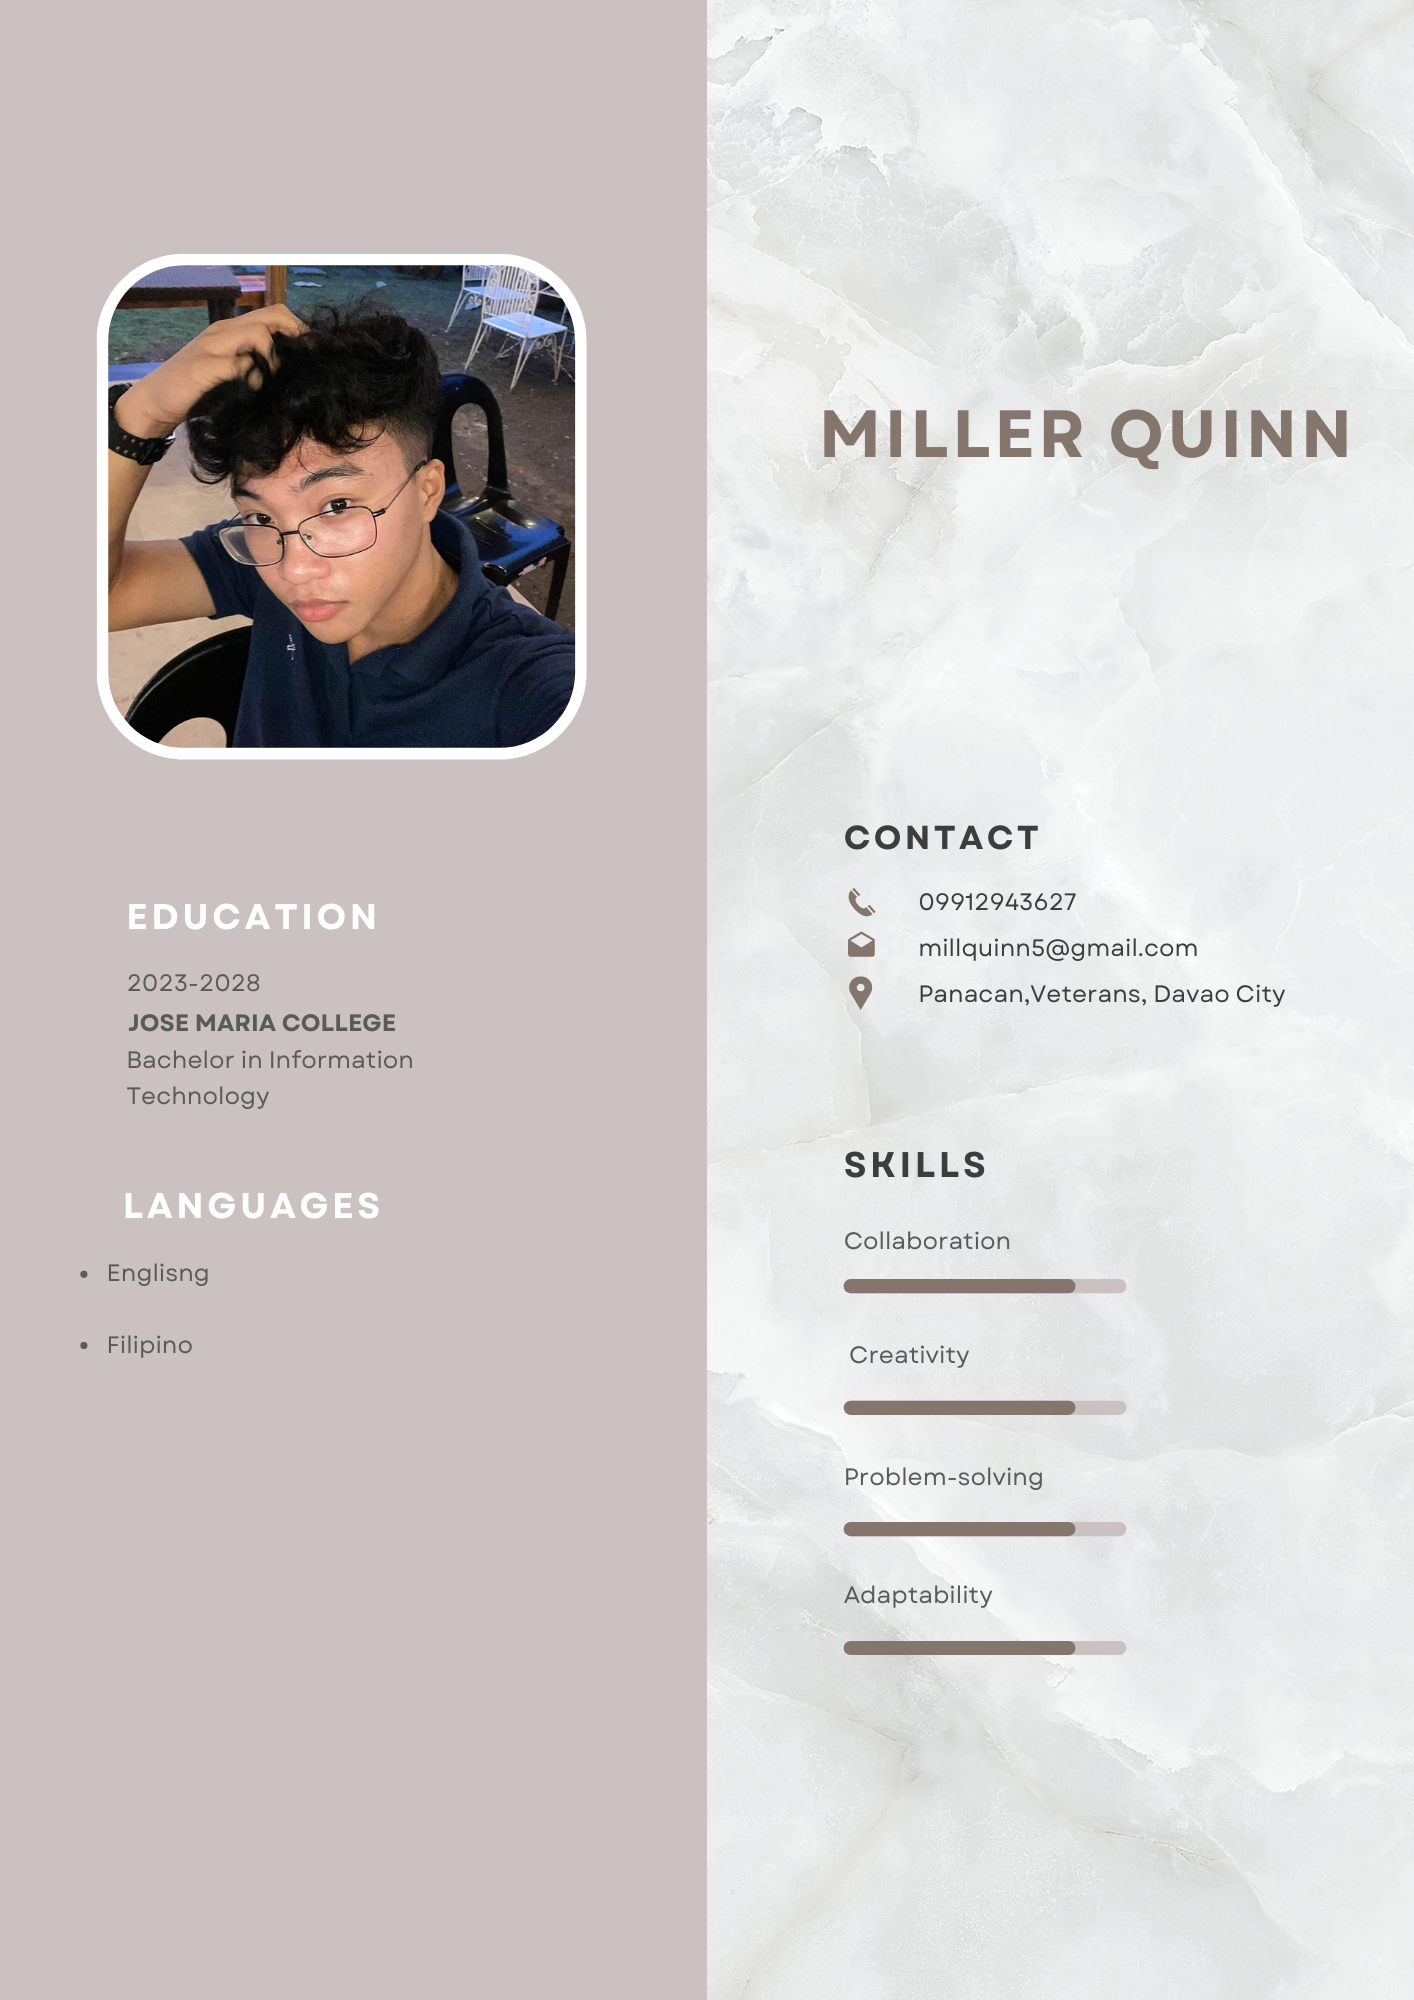 MILLER QUINN
EDUCATION
2023-2028
JOSE MARIA COLLEGE
Bachelor in Information
Technology
LANGUAGES
• Englisng
• Filipino
CONTACT
09912943627
millquinn5@gmail.com
Panacan,Veterans, Davao City
SKILLS
Collaboration
Creativity
Problem-solving
Adaptability